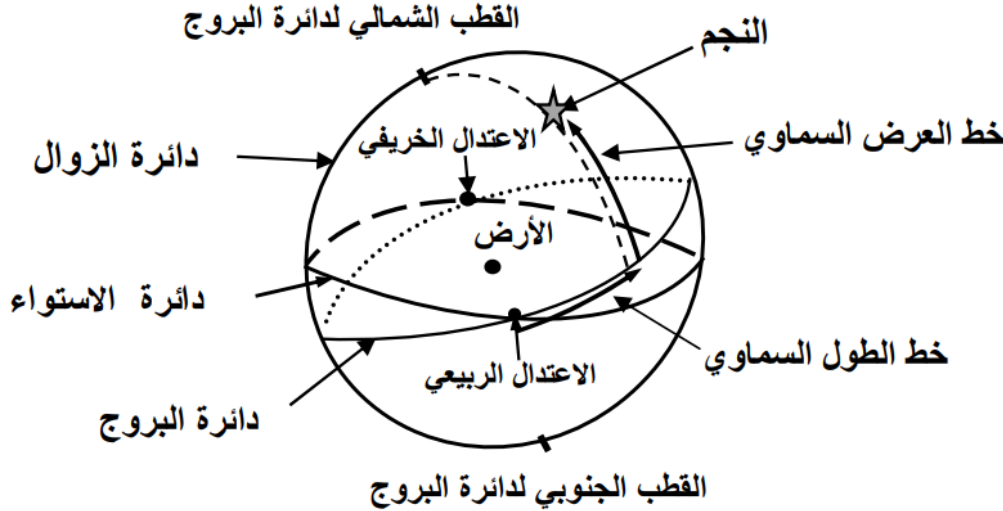 القطب الشمالي لدائرة البروج
النجم
الاعتدال الخريفي
خط العرض السماوي
دائرة الزوال
الأرض
دائرة الاستواء
خط الطول السماوي
الاعتدال الربيعي
دائرة البروج
القطب الجنوبي لدائرة البروج